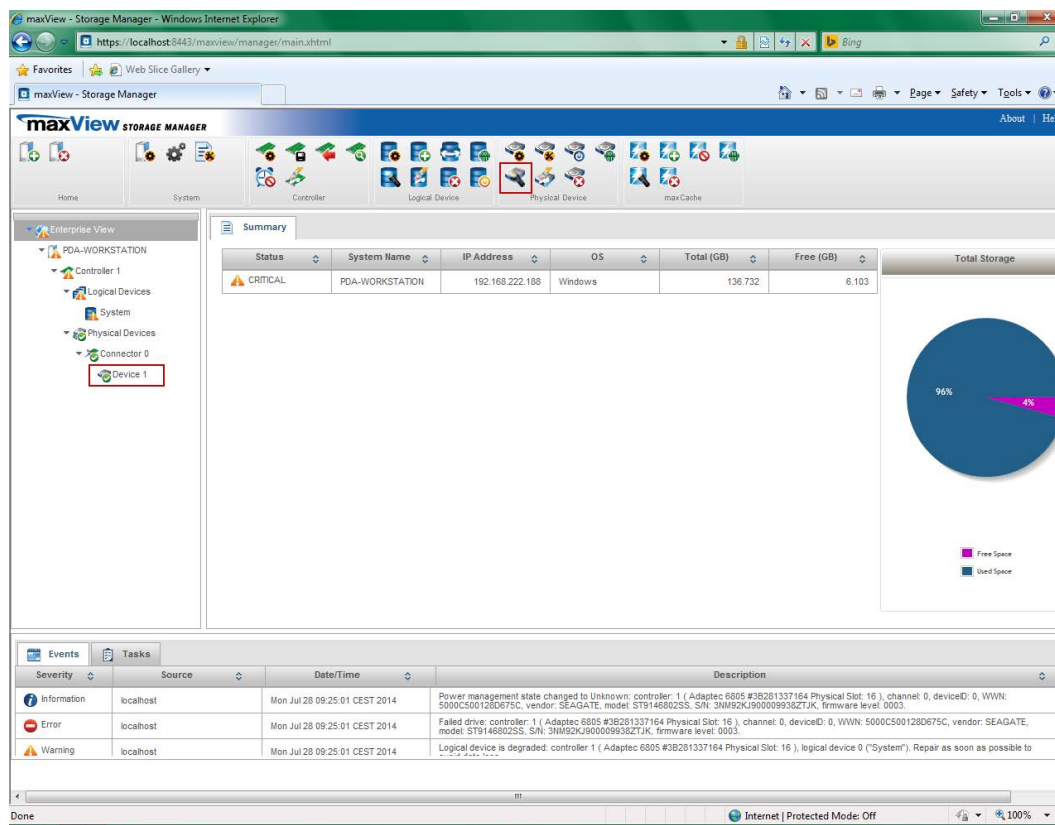 maxView - Storage Manager - Windows Internet Explorer
https://localhost:8443/maxview/manager/main.xhtml
Bing
Favorites
Web Slice Gallery
maxView - Storage Manager
Page
Safety
Tools
maxView STORAGE MANAGER
About | Hel
Home
System
Controller
Logical Device
Physical Device
maxCache
Enterprise View
PDA-WORKSTATION
Controller 1
Logical Devices
System
Physical Devices
Connector 0
Device 1
Summary
Status System Name IP Address OS Total (GB) Free (GB)
CRITICAL PDA-WORKSTATION 192.168.222.188 Windows 136.732 6.103
Total Storage
96%
4%
Free Space
Used Space
Events
Tasks
Severity Source Date/Time Description
Information localhost Mon Jul 28 09:25:01 CEST 2014 Power management state changed to Unknown: controller: 1 ( Adaptec 6805 #3B281337164 Physical Slot: 16 ), channel: 0, deviceID: 0, WWN:
5000C500128D675C, vendor: SEAGATE, model: ST9146802SS, S/N: 3NM92KJ900009938ZTJK, firmware level: 0003.
Error localhost Mon Jul 28 09:25:01 CEST 2014 Failed drive: controller: 1 ( Adaptec 6805 #3B281337164 Physical Slot: 16 ), channel: 0, deviceID: 0, WWN: 5000C500128D675C, vendor: SEAGATE,
model: ST9146802SS, S/N: 3NM92KJ900009938ZTJK, firmware level: 0003.
Warning localhost Mon Jul 28 09:25:01 CEST 2014 Logical device is degraded: controller 1 ( Adaptec 6805 #3B281337164 Physical Slot: 16 ), logical device 0 ("System"). Repair as soon as possible to
Done
Internet | Protected Mode: Off
100%